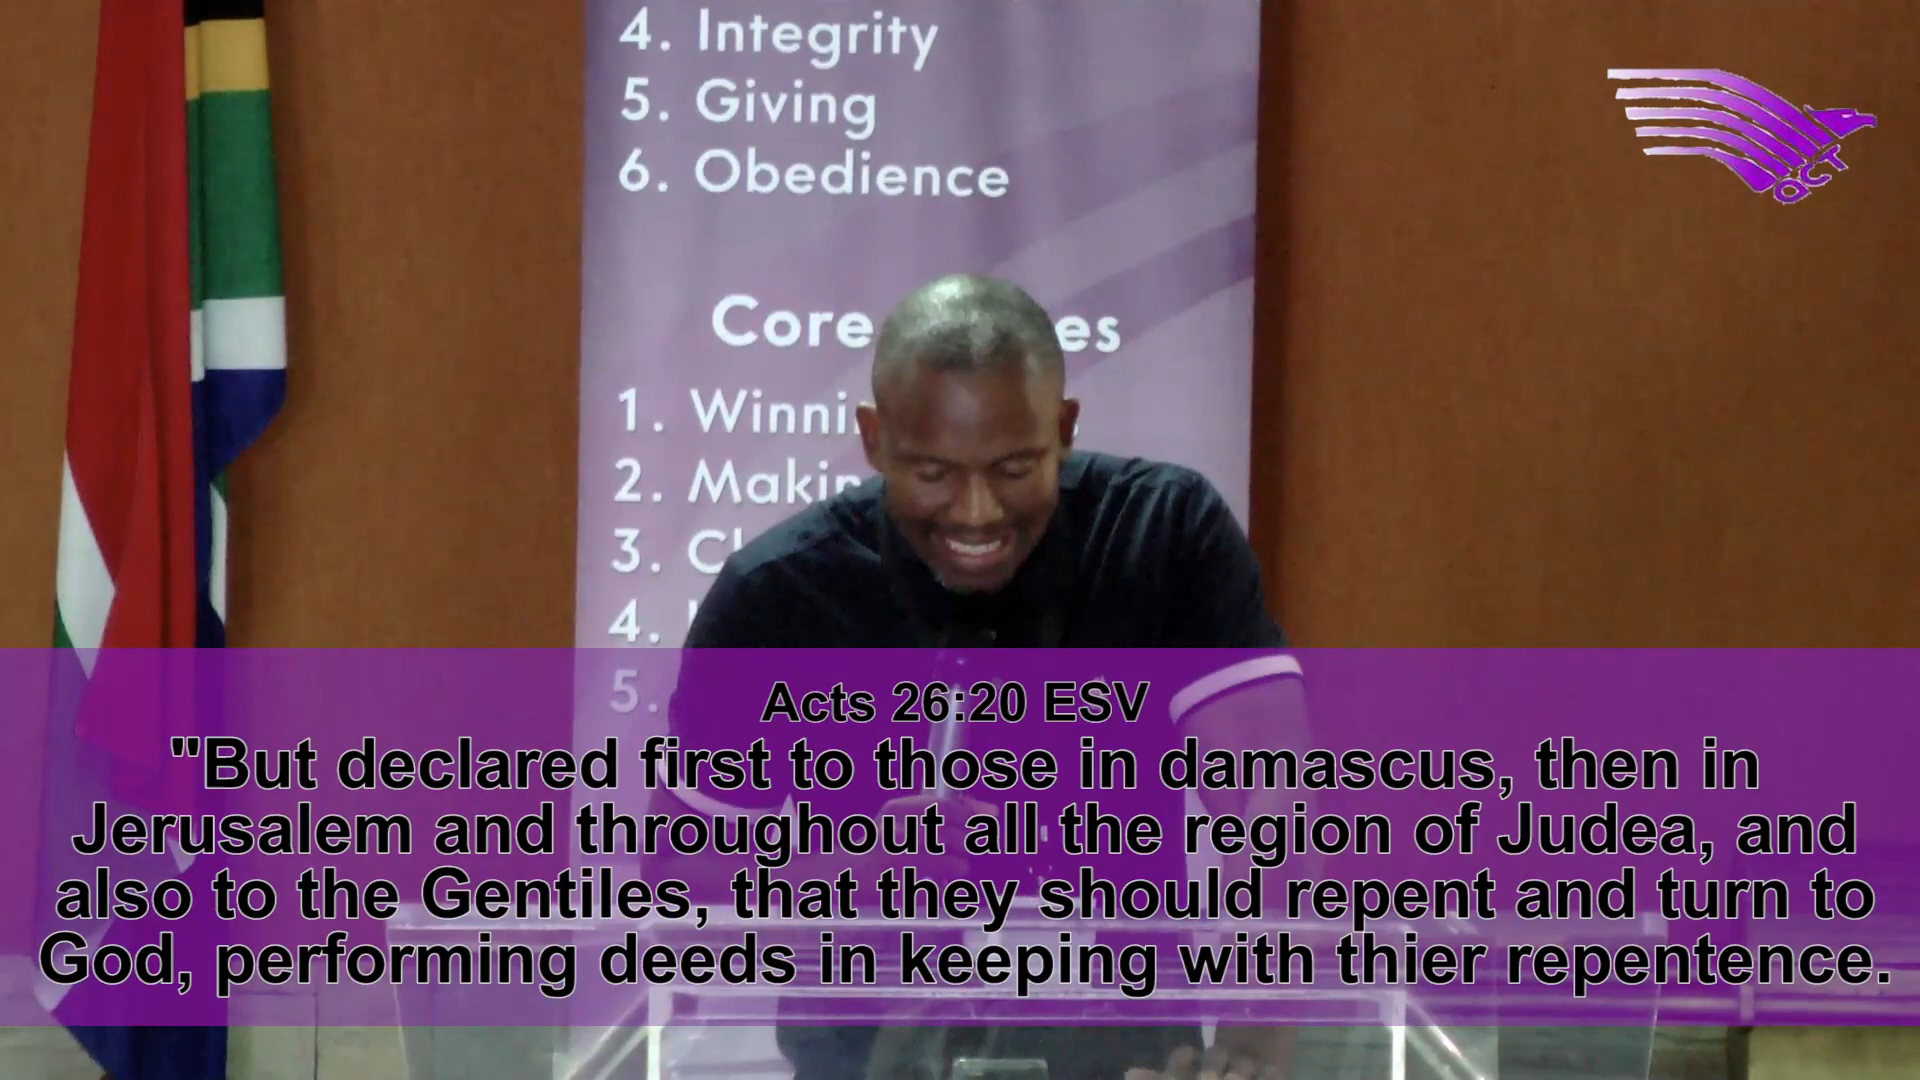 4. Integrity
5. Giving
6. Obedience
Core es
1. Winni
2. Makin
3. Cl
4.
5.
OCT
Acts 26:20 ESV
"But declared first to those in damascus, then in
Jerusalem and throughout all the region of Judea, and
also to the Gentiles, that they should repent and turn to
God, performing deeds in keeping with thier repentence.